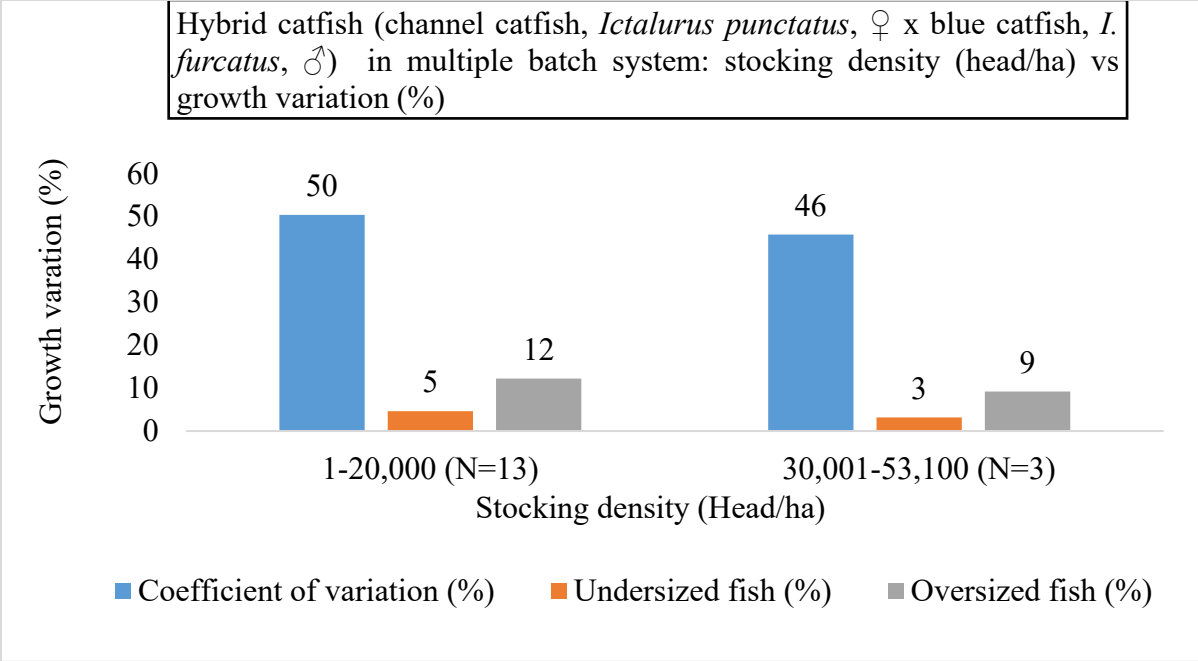 Hybrid catfish (channel catfish, Ictalurus punctatus, ♀ x blue catfish, I.
furcatus, ♂) in multiple batch system: stocking density (head/ha) vs
growth variation (%)
Growth varation (%)
60
50
40
30
20
10
0
50
5
12
46
3
9
1-20,000 (N=13)
30,001-53,100 (N=3)
Stocking density (Head/ha)
Coefficient of variation (%)
Undersized fish (%)
Oversized fish (%)